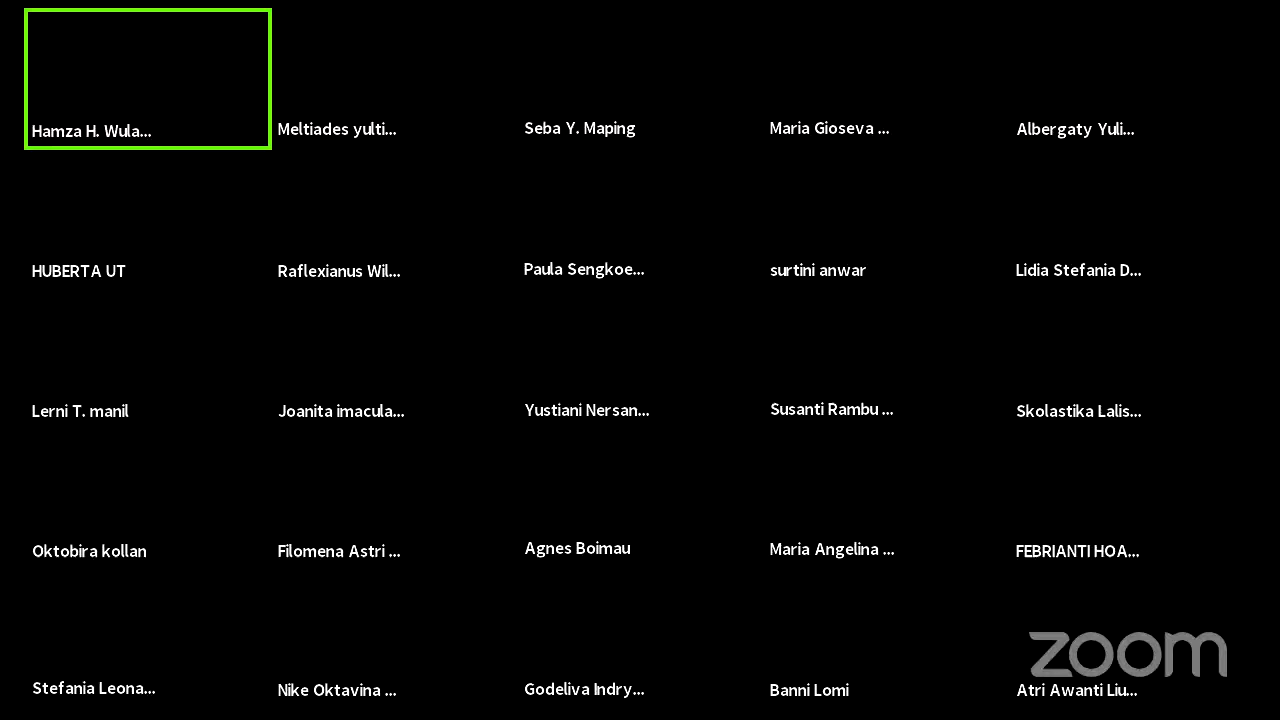 Hamza H. Wula...
Meltiades yulti...
Seba Y. Maping
Maria Gioseva ...
Albergaty Yuli...
HUBERTA UT
Raflexianus Wil...
Paula Sengkoe...
surtini anwar
Lidia Stefania D...
Lerni T. manil
Joanita imacula...
Yustiani Nersan...
Susanti Rambu ...
Skolastika Lalis...
Oktobira kollan
Filomena Astri ...
Agnes Boimau
Maria Angelina ...
FEBRIANTI HOA...
Stefania Leona...
Nike Oktavina ...
Godeliva Indry...
Banni Lomi
Atri Awanti Liu...
zoom